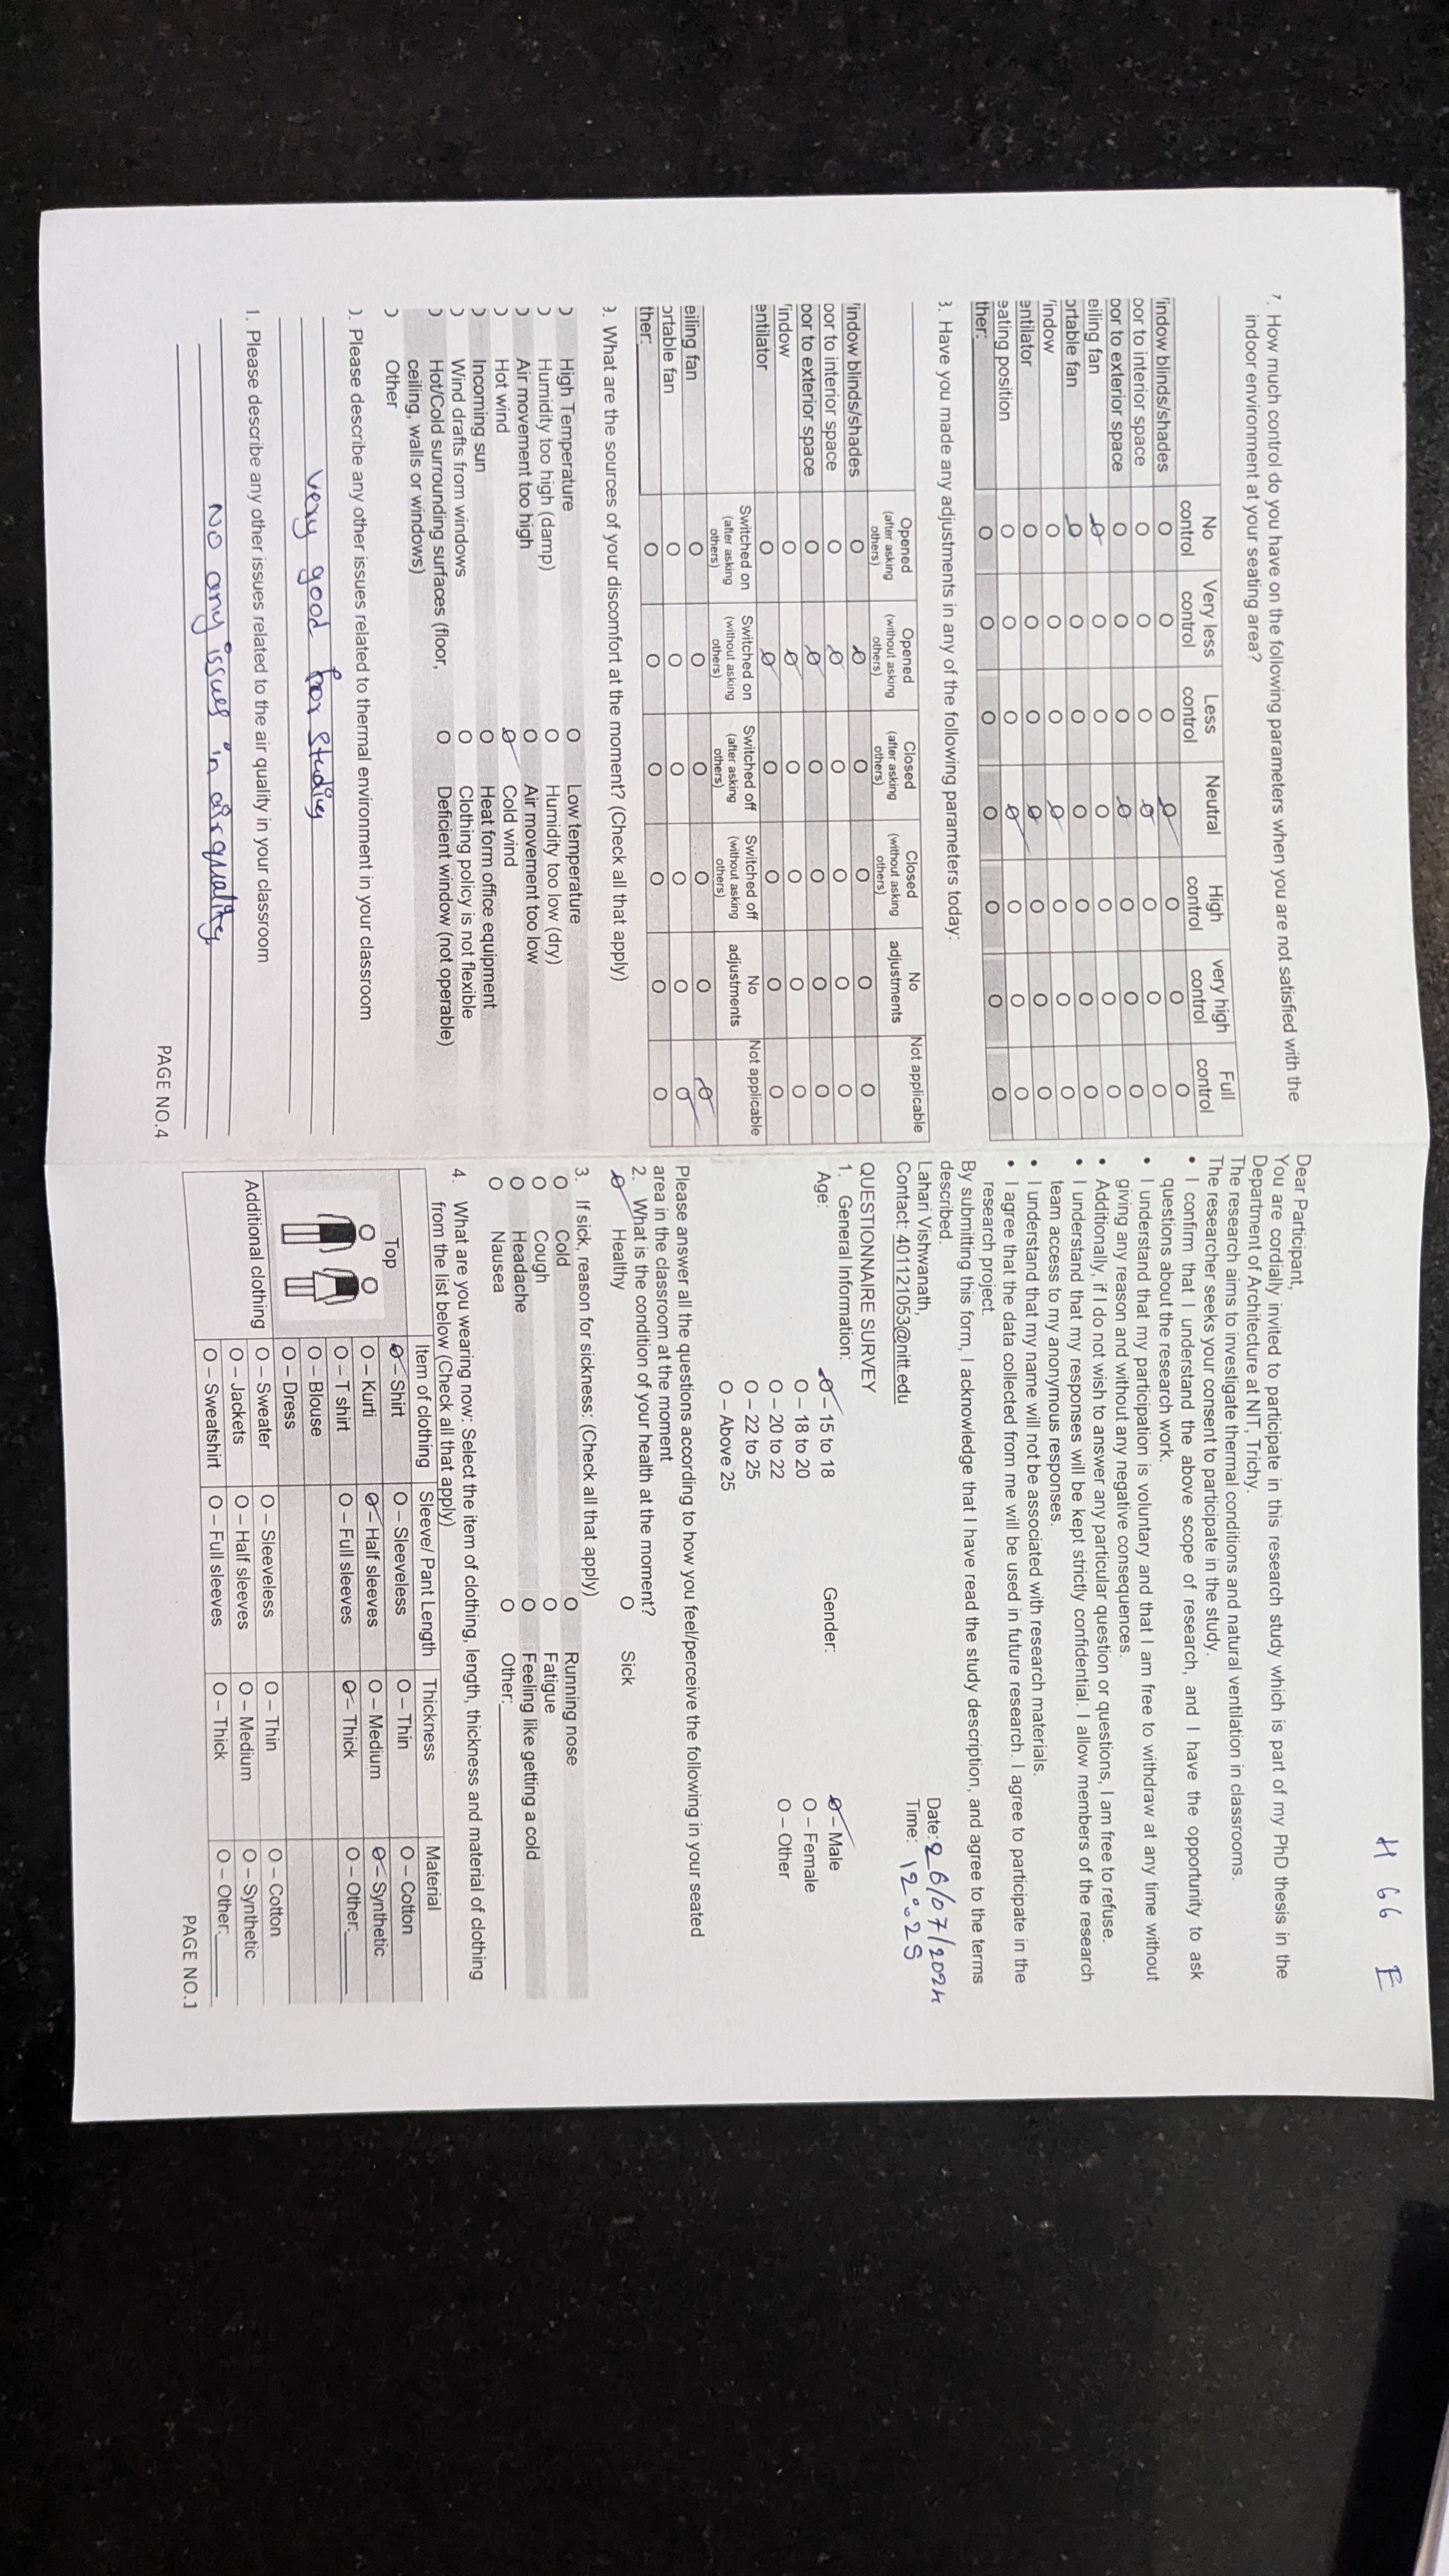 H 66 E
7. How much control do you have on the following parameters when you are not satisfied with the
indoor environment at your seating area?
No control Very less control Less control Neutral High control very high control Full control
indow blinds/shades O O O O O O O
oor to interior space O O O O O O O
oor to exterior space O O O O O O O
eiling fan O O O O O O O
ortable fan O O O O O O O
indow O O O O O O O
entilator O O O O O O O
eating position O O O O O O O
ther: O O O O O O O
3. Have you made any adjustments in any of the following parameters today:
Opened (after asking others) Opened (without asking others) Closed (after asking others) Closed (without asking others) No adjustments Not applicable
indow blinds/shades O O O O O O
oor to interior space O O O O O O
oor to exterior space O O O O O O
indow O O O O O O
entilator O O O O O O
Switched on (after asking others) Switched on (without asking others) Switched off (after asking others) Switched off (without asking others) No adjustments Not applicable
eiling fan O O O O O O
ortable fan O O O O O O
ther: O O O O O O
9. What are the sources of your discomfort at the moment? (Check all that apply)
High Temperature O Low temperature
Humidity too high (damp) O Humidity too low (dry)
Air movement too high O Air movement too low
Hot wind O Cold wind
Incoming sun O Heat form office equipment
Wind drafts from windows O Clothing policy is not flexible
Hot/Cold surrounding surfaces (floor, O Deficient window (not operable)
ceiling, walls or windows)
Other
). Please describe any other issues related to thermal environment in your classroom
very good for studiy
1. Please describe any other issues related to the air quality in your classroom
No any issues in air quality
PAGE NO.4
Dear Participant,
You are cordially invited to participate in this research study which is part of my PhD thesis in the
Department of Architecture at NIT, Trichy.
The research aims to investigate thermal conditions and natural ventilation in classrooms.
The researcher seeks your consent to participate in the study.
• I confirm that I understand the above scope of research, and I have the opportunity to ask
questions about the research work.
• I understand that my participation is voluntary and that I am free to withdraw at any time without
giving any reason and without any negative consequences.
• Additionally, if I do not wish to answer any particular question or questions, I am free to refuse.
• I understand that my responses will be kept strictly confidential. I allow members of the research
team access to my anonymous responses.
• I understand that my name will not be associated with research materials.
• I agree that the data collected from me will be used in future research. I agree to participate in the
research project.
By submitting this form, I acknowledge that I have read the study description, and agree to the terms
described.
Lahari Vishwanath, Date: 26/07/2024
Contact: 401121053@nitt.edu Time: 12:25
QUESTIONNAIRE SURVEY
1. General Information:
Age: O – 15 to 18 Gender: O – Male
O – 18 to 20 O – Female
O – 20 to 22 O – Other
O – 22 to 25
O – Above 25
Please answer all the questions according to how you feel/perceive the following in your seated
area in the classroom at the moment
2. What is the condition of your health at the moment?
O Healthy O Sick
3. If sick, reason for sickness: (Check all that apply)
O Cold O Running nose
O Cough O Fatigue
O Headache O Feeling like getting a cold
O Nausea O Other:
4. What are you wearing now: Select the item of clothing, length, thickness and material of clothing
from the list below (Check all that apply)
Item of clothing Sleeve/ Pant Length Thickness Material
Top O – Shirt O – Sleeveless O – Thin O – Cotton
O O O – Kurti O – Half sleeves O – Medium O – Synthetic
O – T shirt O – Full sleeves O – Thick O – Other:
O – Blouse
O – Dress
Additional clothing O – Sweater O – Sleeveless O – Thin O – Cotton
O – Jackets O – Half sleeves O – Medium O – Synthetic
O – Sweatshirt O – Full sleeves O – Thick O – Other:
PAGE NO.1